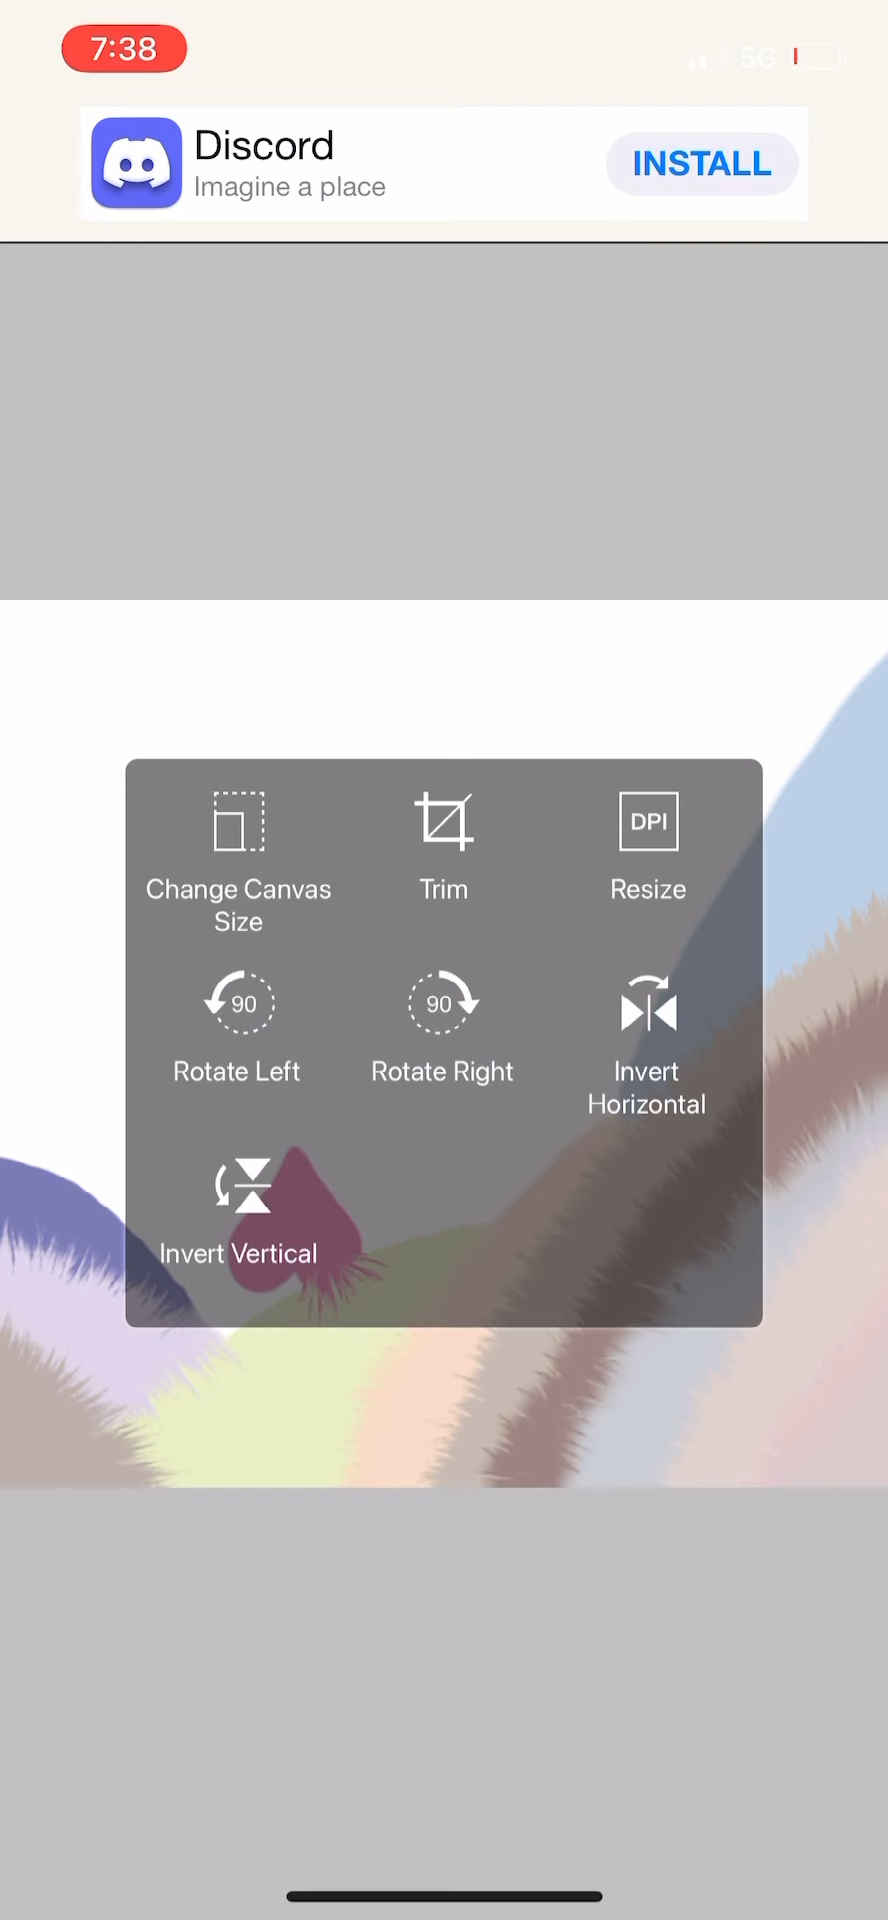 7:38
5G
Discord
Imagine a place
INSTALL
DPI
Change Canvas
Size
Trim
Resize
90
90
Rotate Left
Rotate Right
Invert
Horizontal
Invert Vertical